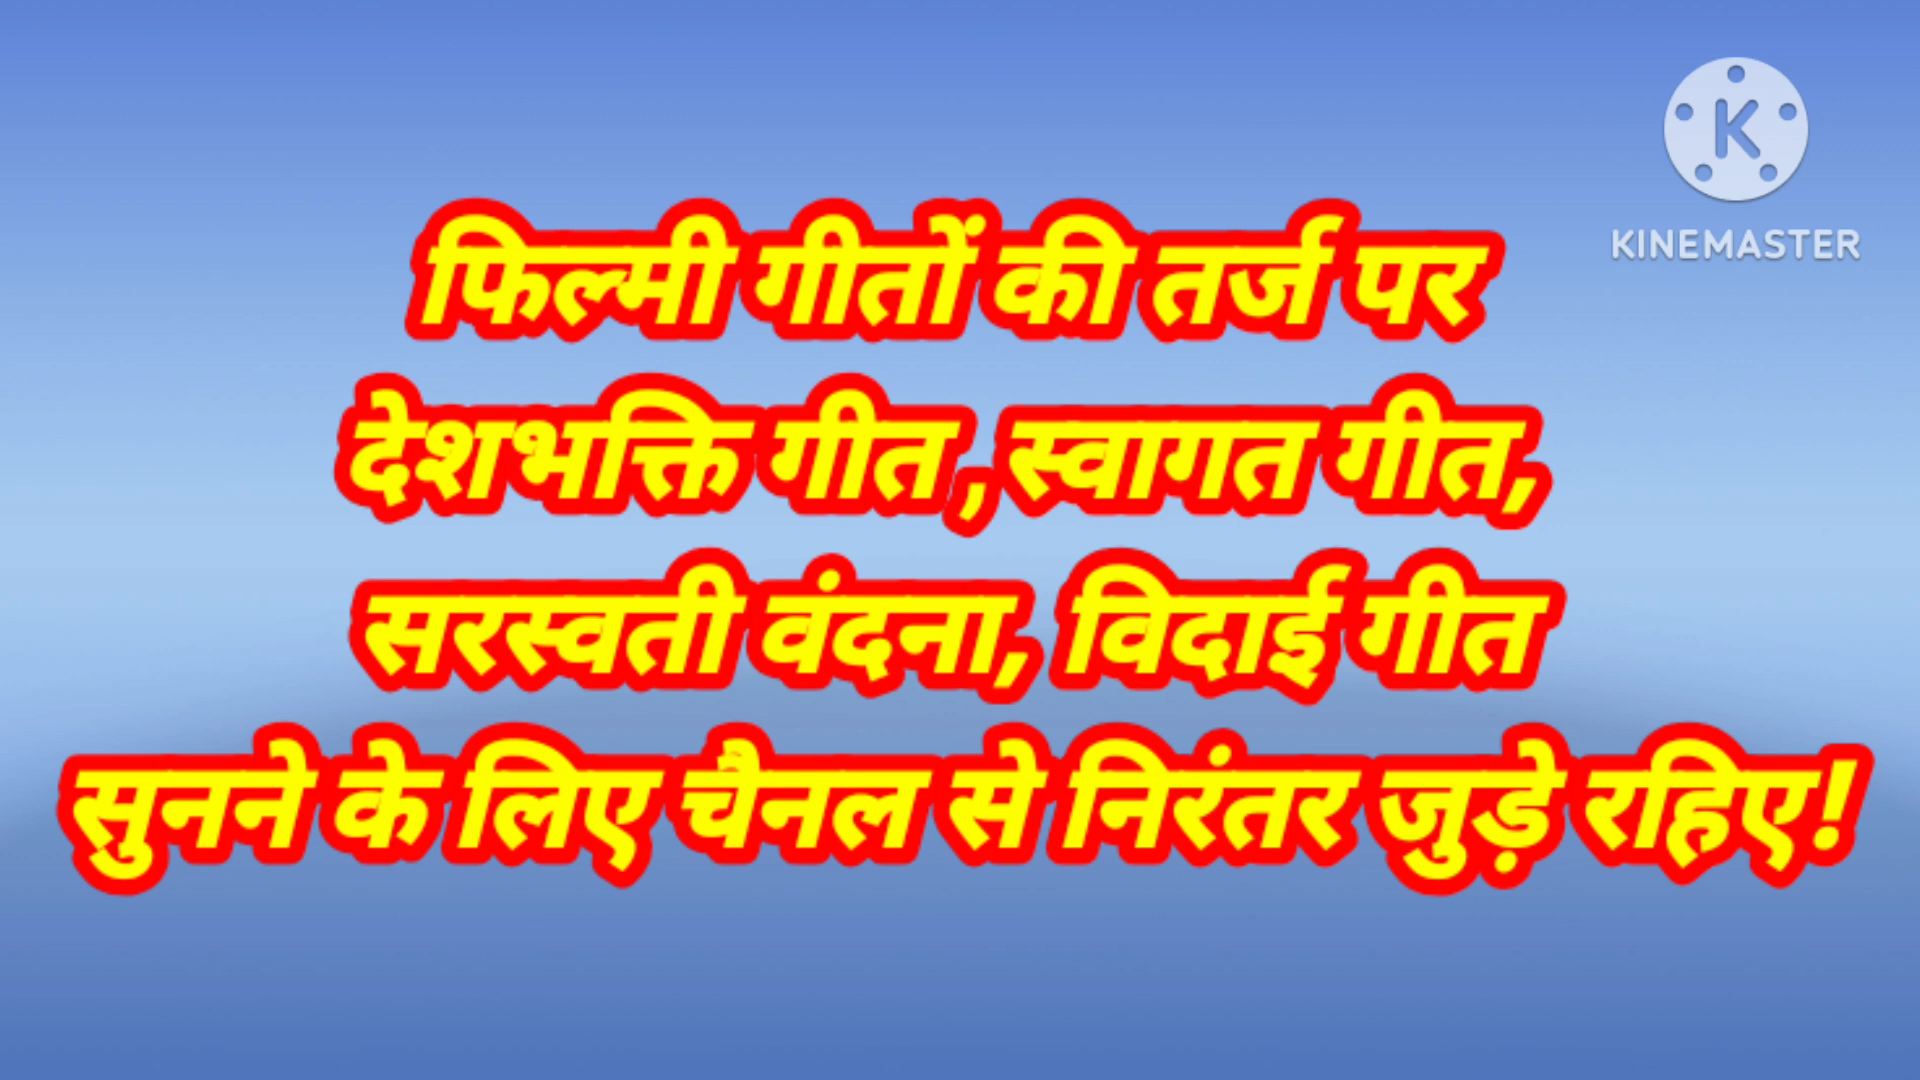 K
KINEMASTER
फिल्मी गीतों की तर्ज पर
देशभक्ति गीत ,स्वागत गीत,
सरस्वती वंदना, विदाई गीत
सुनने के लिए चैनल से निरंतर जुड़े रहिए!